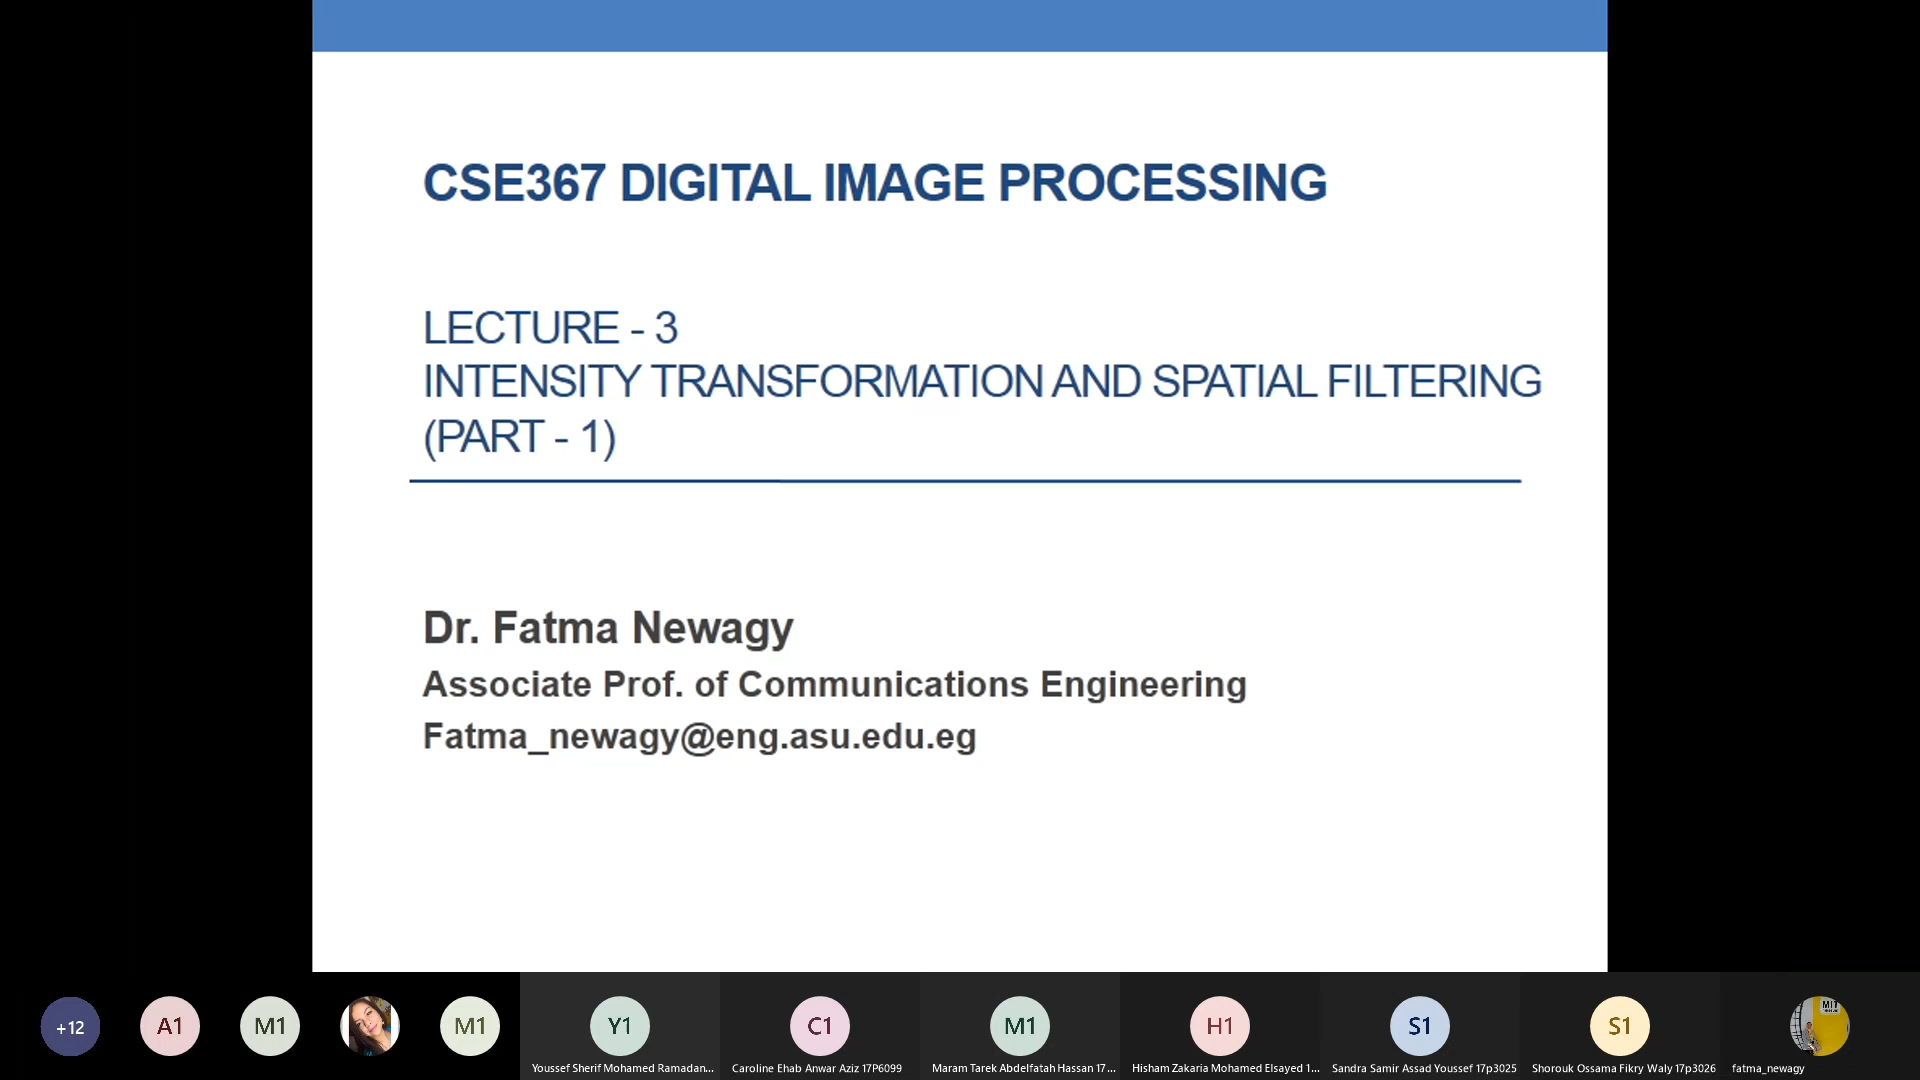 CSE367 DIGITAL IMAGE PROCESSING
LECTURE - 3
INTENSITY TRANSFORMATION AND SPATIAL FILTERING
(PART - 1)
Dr. Fatma Newagy
Associate Prof. of Communications Engineering
Fatma_newagy@eng.asu.edu.eg
+12
A1
M1
M1
Y1
C1
M1
H1
S1
S1
MIT
Youssef Sherif Mohamed Ramadan...
Caroline Ehab Anwar Aziz 17P6099
Maram Tarek Abdelfatah Hassan 17...
Hisham Zakaria Mohamed Elsayed 1...
Sandra Samir Assad Youssef 17p3025
Shorouk Ossama Fikry Waly 17p3026
fatma_newagy